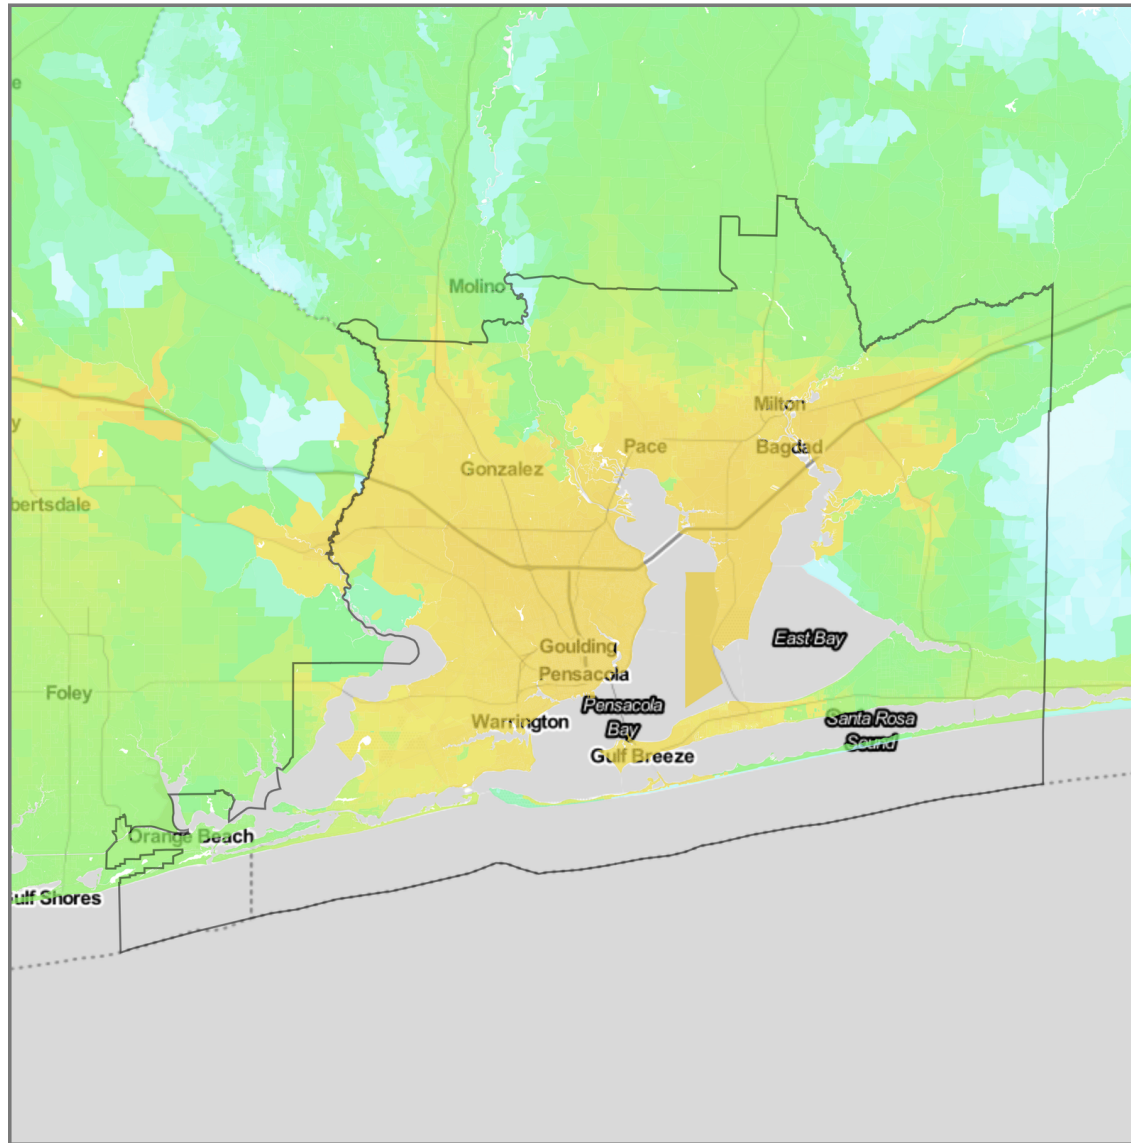 e
Molino
Milton
y
Pace
Bagdad
Gonzalez
bertsdale
East Bay
Goulding
Pensacola
Foley
Pensacola
Bay
Warrington
Santa Rosa
Sound
Gulf Breeze
Orange Beach
ulf Shores